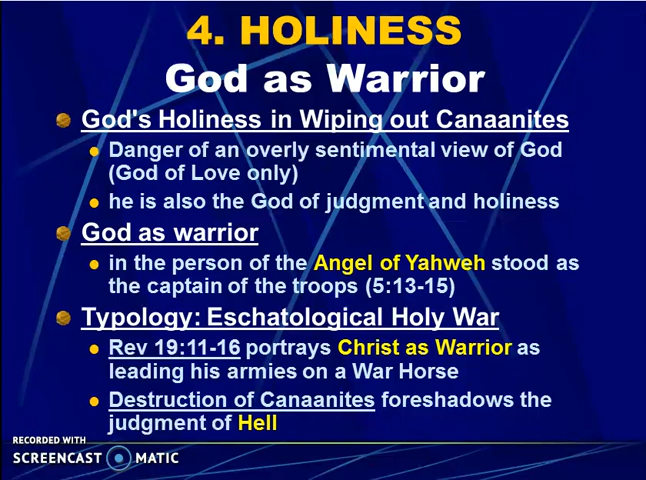 4. HOLINESS
God as Warrior
God's Holiness in Wiping out Canaanites
Danger of an overly sentimental view of God
(God of Love only)
he is also the God of judgment and holiness
God as warrior
in the person of the Angel of Yahweh stood as
the captain of the troops (5:13-15)
Typology: Eschatological Holy War
Rev 19:11-16 portrays Christ as Warrior as
leading his armies on a War Horse
Destruction of Canaanites foreshadows the
judgment of Hell
RECORDED WITH
SCREENCAST MATIC